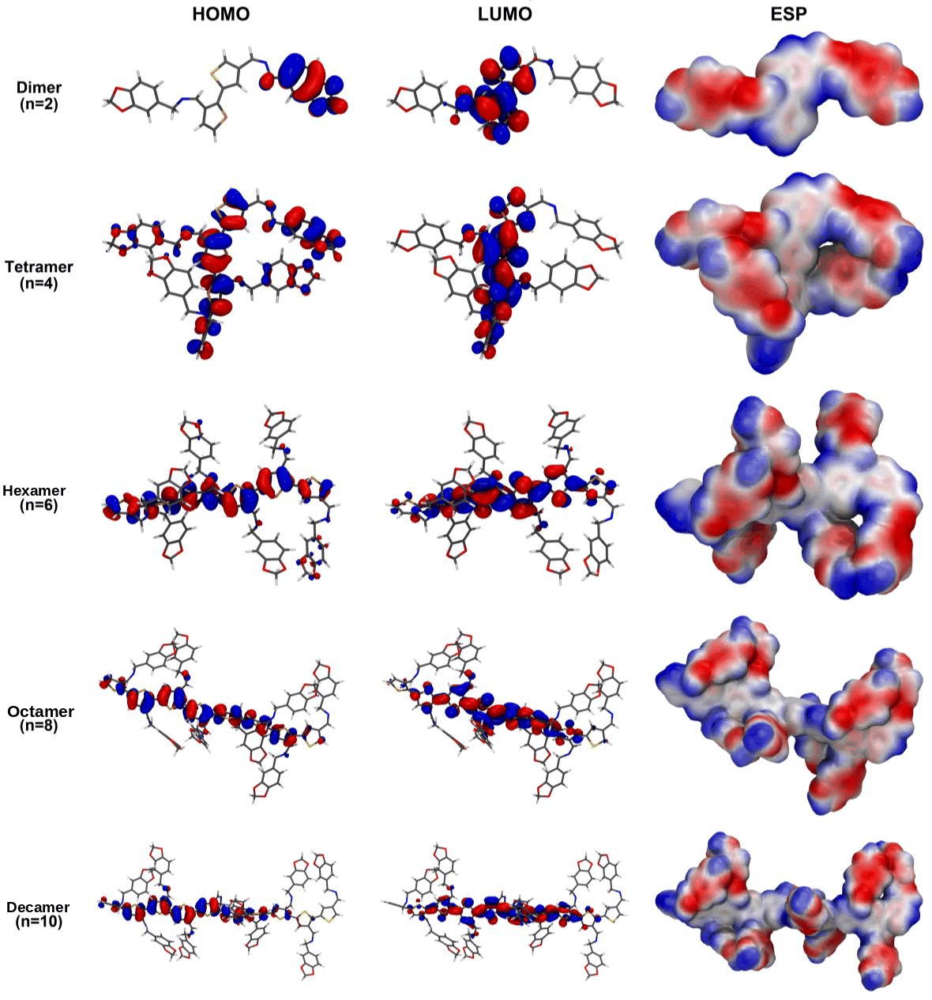 HOMO LUMO ESP
Dimer
(n=2)
Tetramer
(n=4)
Hexamer
(n=6)
Octamer
(n=8)
Decamer
(n=10)